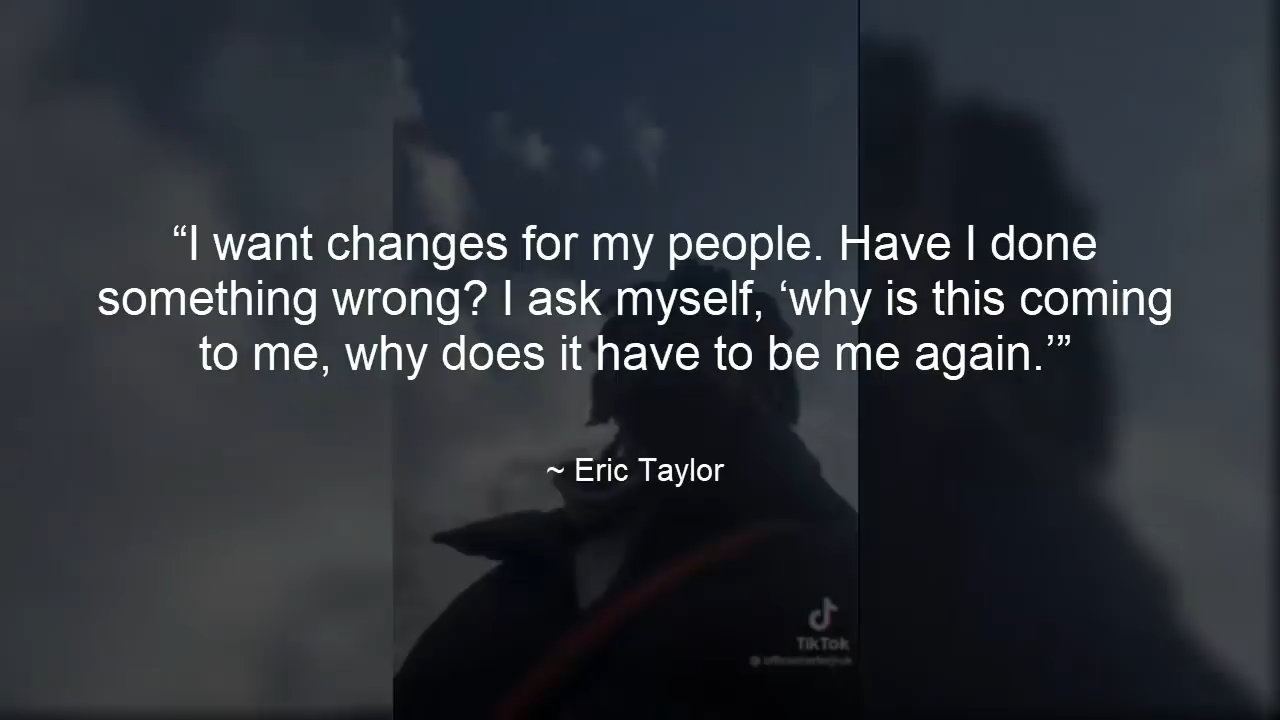 “I want changes for my people. Have I done
something wrong? I ask myself, ‘why is this coming
to me, why does it have to be me again.’”
~ Eric Taylor
TikTok